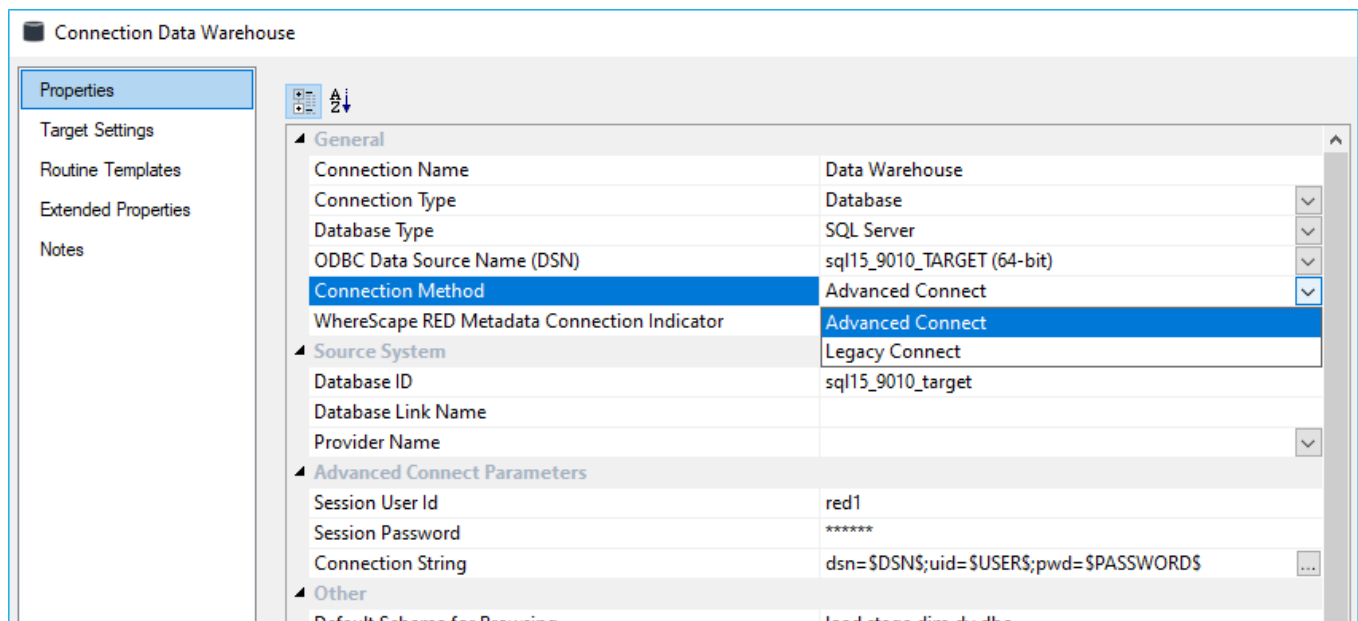 Connection Data Warehouse
Properties
Target Settings
Routine Templates
Extended Properties
Notes
General
Connection Name Data Warehouse
Connection Type Database
Database Type SQL Server
ODBC Data Source Name (DSN) sql15_9010_TARGET (64-bit)
Connection Method Advanced Connect
WhereScape RED Metadata Connection Indicator Advanced Connect
Source System Legacy Connect
Database ID sql15_9010_target
Database Link Name
Provider Name
Advanced Connect Parameters
Session User Id red1
Session Password ******
Connection String dsn=$DSN$;uid=$USER$;pwd=$PASSWORD$ ...
Other